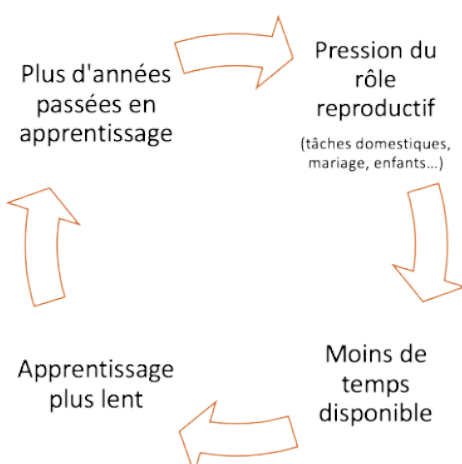 Plus d'années
passées en
apprentissage
Pression du
rôle
reproductif
(tâches domestiques,
mariage, enfants...)
Moins de
temps
disponible
Apprentissage
plus lent